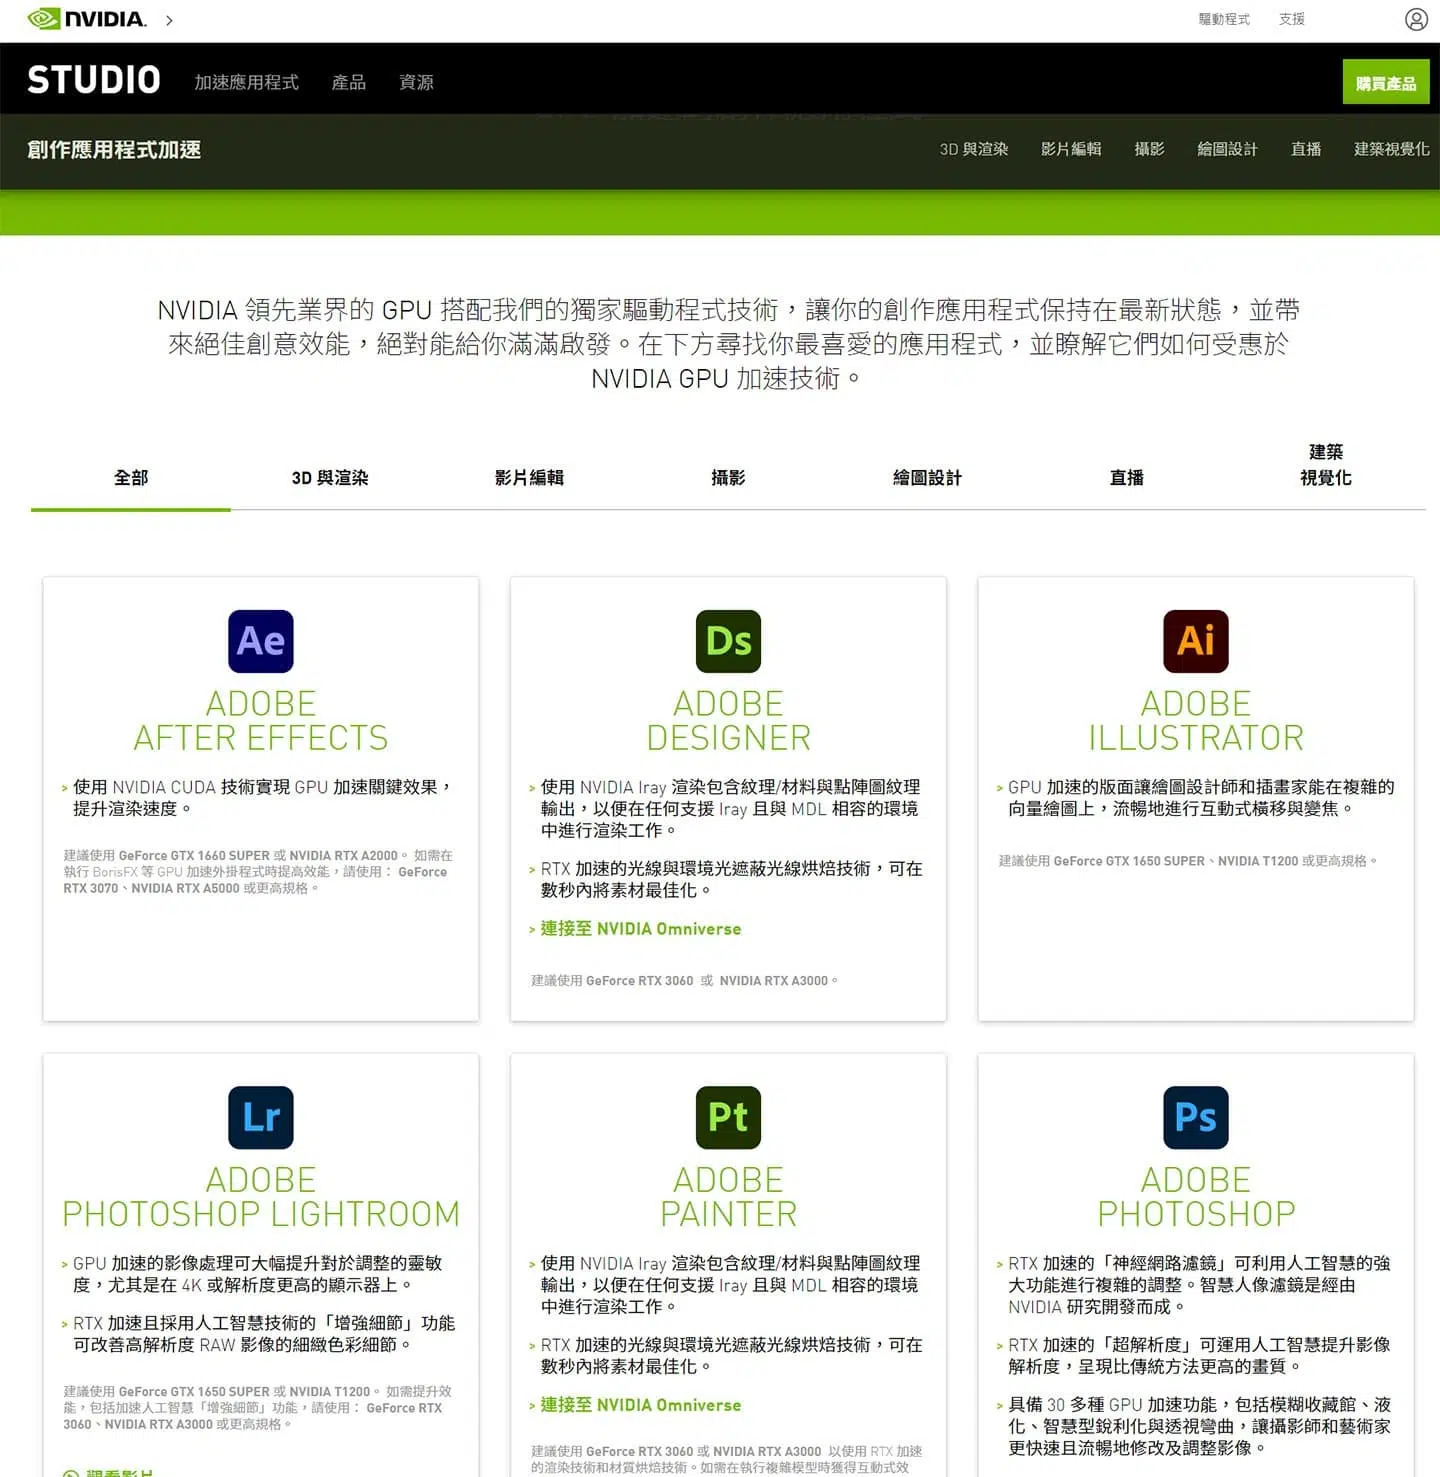 NVIDIA.
驅動程式 支援
STUDIO 加速應用程式 產品 資源 購買產品
創作應用程式加速 3D 與渲染 影片編輯 攝影 繪圖設計 直播 建築視覺化
NVIDIA 領先業界的 GPU 搭配我們的獨家驅動程式技術，讓你的創作應用程式保持在最新狀態，並帶
來絕佳創意效能，絕對能給你滿滿啟發。在下方尋找你最喜愛的應用程式，並瞭解它們如何受惠於
NVIDIA GPU 加速技術。
全部 3D 與渲染 影片編輯 攝影 繪圖設計 直播 建築
視覺化
Ae
ADOBE
AFTER EFFECTS
> 使用 NVIDIA CUDA 技術實現 GPU 加速關鍵效果，
提升渲染速度。
建議使用 GeForce GTX 1660 SUPER 或 NVIDIA RTX A2000。 如需在
執行 BorisFX 等 GPU 加速外掛程式時提高效能，請使用： GeForce
RTX 3070、NVIDIA RTX A5000 或更高規格。
Ds
ADOBE
DESIGNER
> 使用 NVIDIA Iray 渲染包含紋理/材料與點陣圖紋理
輸出，以便在任何支援 Iray 且與 MDL 相容的環境
中進行渲染工作。
> RTX 加速的光線與環境光遮蔽光線烘焙技術，可在
數秒內將素材最佳化。
> 連接至 NVIDIA Omniverse
建議使用 GeForce RTX 3060 或 NVIDIA RTX A3000。
Ai
ADOBE
ILLUSTRATOR
> GPU 加速的版面讓繪圖設計師和插畫家能在複雜的
向量繪圖上，流暢地進行互動式橫移與變焦。
建議使用 GeForce GTX 1650 SUPER、NVIDIA T1200 或更高規格。
Lr
ADOBE
PHOTOSHOP LIGHTROOM
> GPU 加速的影像處理可大幅提升對於調整的靈敏
度，尤其是在 4K 或解析度更高的顯示器上。
> RTX 加速且採用人工智慧技術的「增強細節」功能
可改善高解析度 RAW 影像的細緻色彩細節。
建議使用 GeForce GTX 1650 SUPER 或 NVIDIA T1200。 如需提升效
能，包括加速人工智慧「增強細節」功能，請使用： GeForce RTX
3060、NVIDIA RTX A3000 或更高規格。
觀看影片
Pt
ADOBE
PAINTER
> 使用 NVIDIA Iray 渲染包含紋理/材料與點陣圖紋理
輸出，以便在任何支援 Iray 且與 MDL 相容的環境
中進行渲染工作。
> RTX 加速的光線與環境光遮蔽光線烘焙技術，可在
數秒內將素材最佳化。
> 連接至 NVIDIA Omniverse
建議使用 GeForce RTX 3060 或 NVIDIA RTX A3000 以使用 RTX 加速
的渲染技術和材質烘焙技術。如需在執行複雜模型時獲得互動式效
Ps
ADOBE
PHOTOSHOP
> RTX 加速的「神經網路濾鏡」可利用人工智慧的強
大功能進行複雜的調整。智慧人像濾鏡是經由
NVIDIA 研究開發而成。
> RTX 加速的「超解析度」可運用人工智慧提升影像
解析度，呈現比傳統方法更高的畫質。
> 具備 30 多種 GPU 加速功能，包括模糊收藏館、液
化、智慧型銳利化與透視彎曲，讓攝影師和藝術家
更快速且流暢地修改及調整影像。